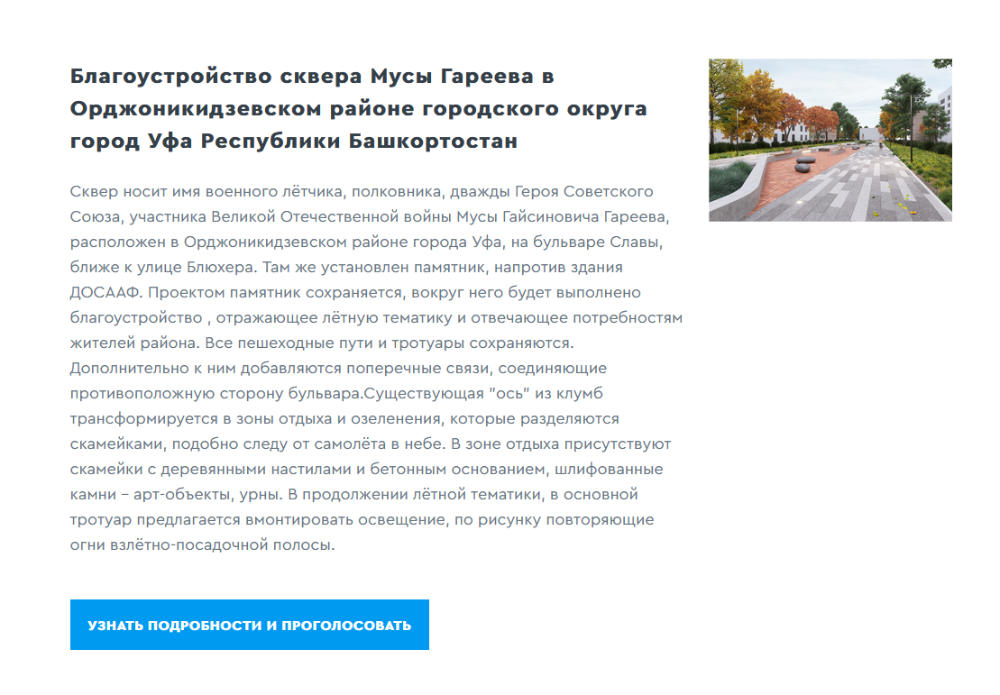 Благоустройство сквера Мусы Гареева в
Орджоникидзевском районе городского округа
город Уфа Республики Башкортостан
Сквер носит имя военного лётчика, полковника, дважды Героя Советского
Союза, участника Великой Отечественной войны Мусы Гайсиновича Гареева,
расположен в Орджоникидзевском районе города Уфа, на бульваре Славы,
ближе к улице Блюхера. Там же установлен памятник, напротив здания
ДОСААФ. Проектом памятник сохраняется, вокруг него будет выполнено
благоустройство , отражающее лётную тематику и отвечающее потребностям
жителей района. Все пешеходные пути и тротуары сохраняются.
Дополнительно к ним добавляются поперечные связи, соединяющие
противоположную сторону бульвара.Существующая "ось" из клумб
трансформируется в зоны отдыха и озеленения, которые разделяются
скамейками, подобно следу от самолёта в небе. В зоне отдыха присутствуют
скамейки с деревянными настилами и бетонным основанием, шлифованные
камни – арт-объекты, урны. В продолжении лётной тематики, в основной
тротуар предлагается вмонтировать освещение, по рисунку повторяющие
огни взлётно-посадочной полосы.
УЗНАТЬ ПОДРОБНОСТИ И ПРОГОЛОСОВАТЬ